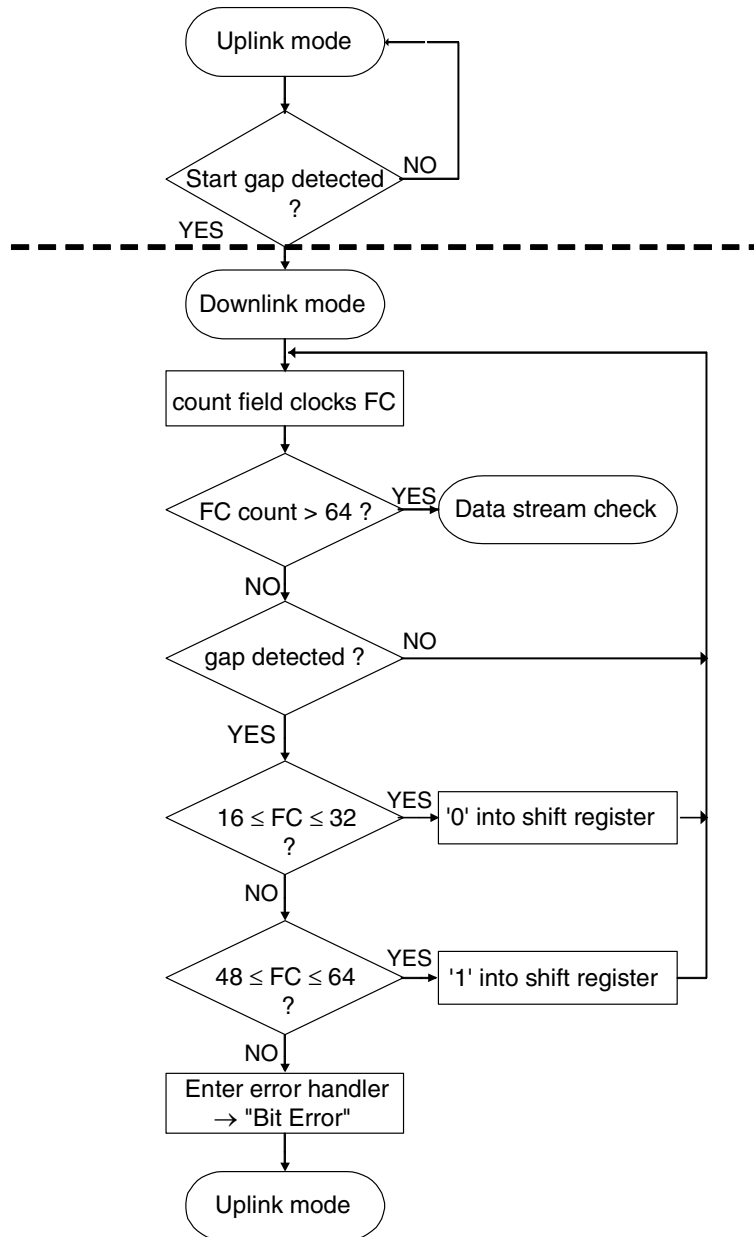 Uplink mode
NO
Start gap detected
?
YES
Downlink mode
count field clocks FC
FC count > 64 ?
YES
Data stream check
NO
gap detected ?
NO
YES
16 ≤ FC ≤ 32
?
YES
'0' into shift register
NO
48 ≤ FC ≤ 64
?
YES
'1' into shift register
NO
Enter error handler
→ "Bit Error"
Uplink mode